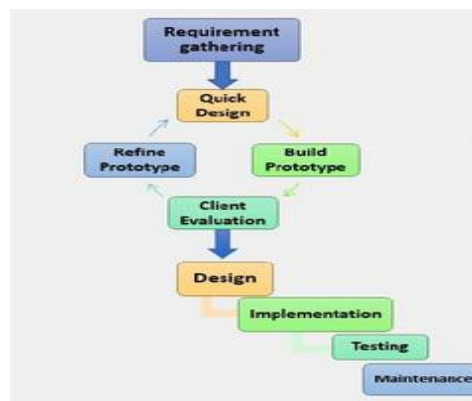 Requirement
gathering
Quick
Design
Refine
Prototype
Build
Prototype
Client
Evaluation
Design
Implementation
Testing
Maintenance